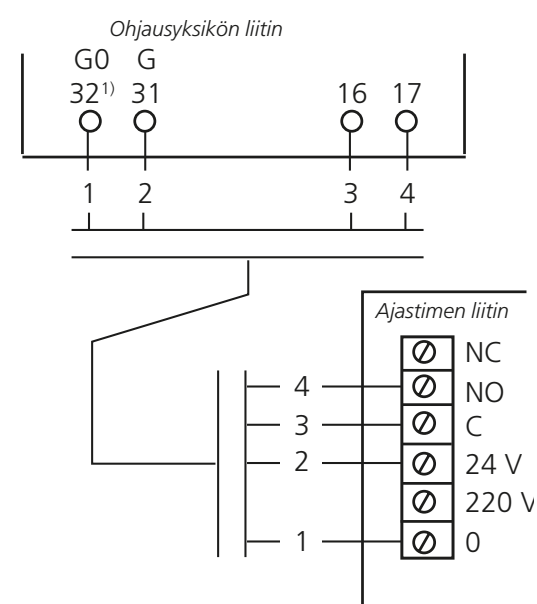 Ohjausyksikön liitin
G0 G
32¹⁾ 31 16 17
1 2 3 4
Ajastimen liitin
NC
4 NO
3 C
2 24 V
220 V
1 0